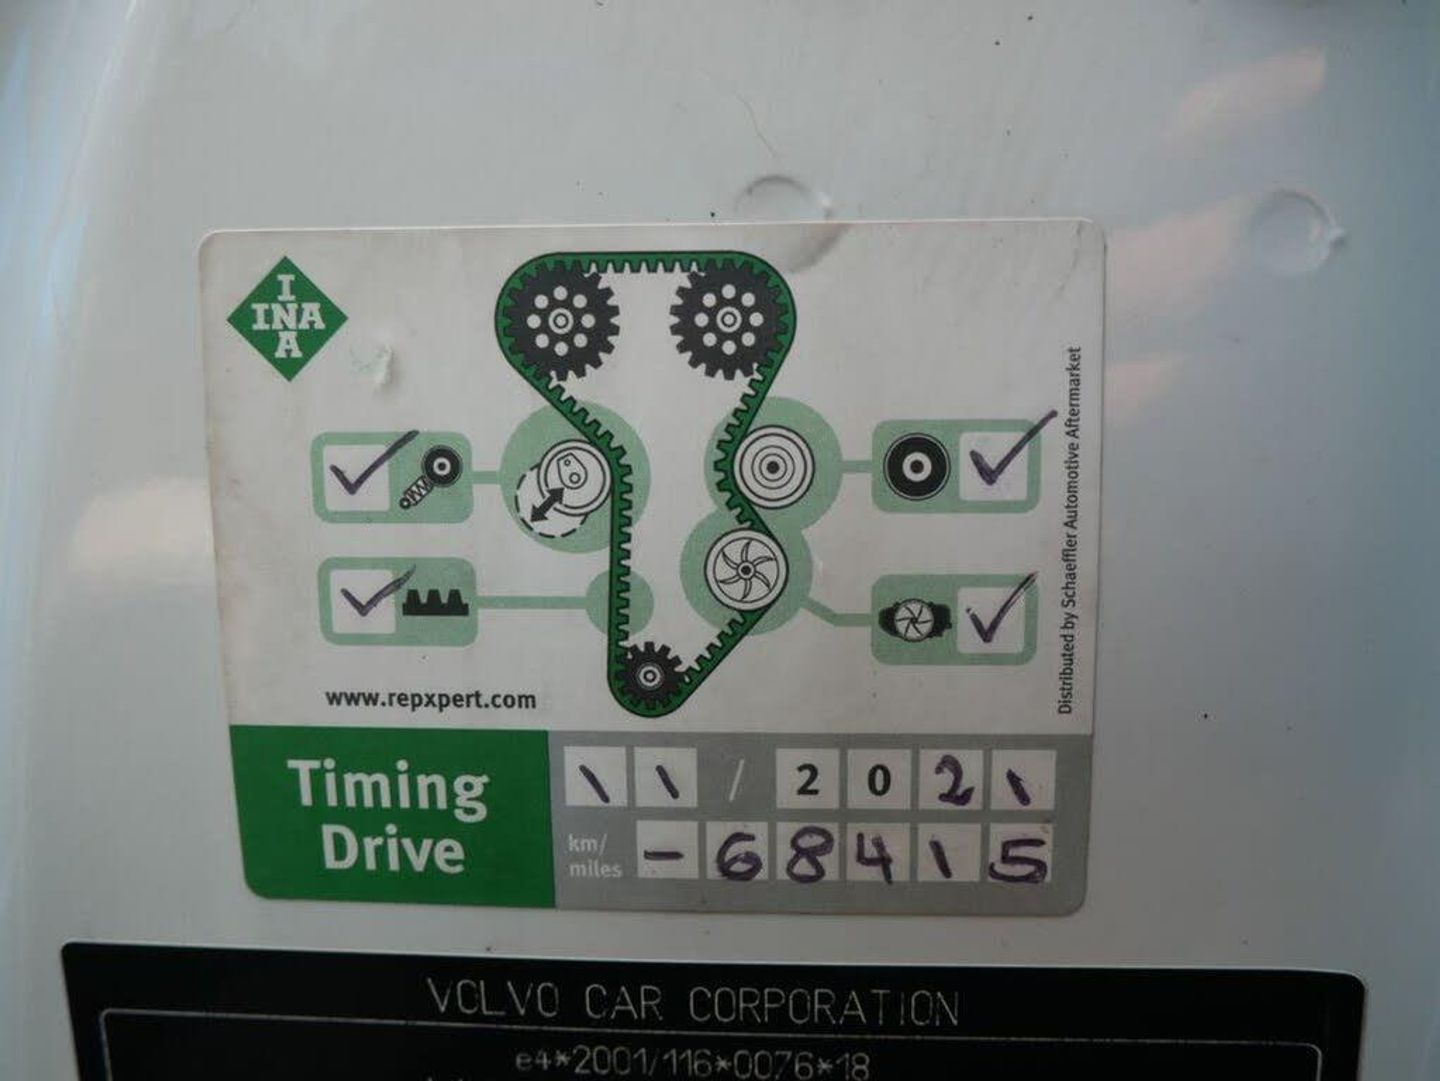 I
INA
A
Distributed by Schaeffler Automotive Aftermarket
www.repxpert.com
Timing
Drive
11/2021
km/
miles
-68415
VOLVO CAR CORPORATION
e4*2001/116*0076*18